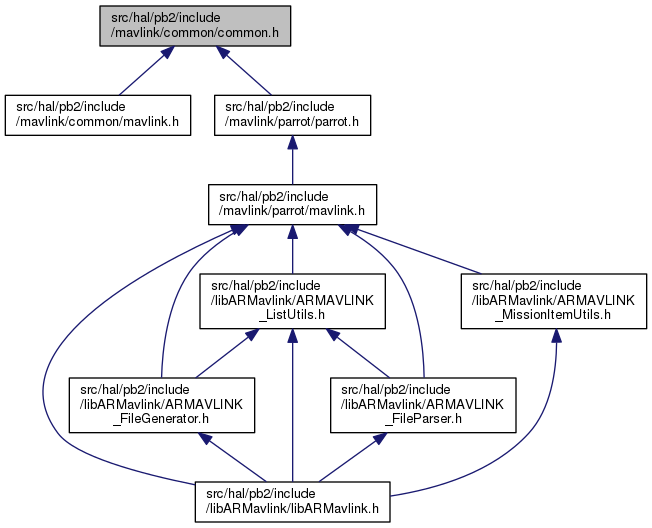 src/hal/pb2/include
/mavlink/common/common.h
src/hal/pb2/include
/mavlink/common/mavlink.h
src/hal/pb2/include
/mavlink/parrot/parrot.h
src/hal/pb2/include
/mavlink/parrot/mavlink.h
src/hal/pb2/include
/libARMavlink/ARMAVLINK
_ListUtils.h
src/hal/pb2/include
/libARMavlink/ARMAVLINK
_MissionItemUtils.h
src/hal/pb2/include
/libARMavlink/ARMAVLINK
_FileGenerator.h
src/hal/pb2/include
/libARMavlink/ARMAVLINK
_FileParser.h
src/hal/pb2/include
/libARMavlink/libARMavlink.h